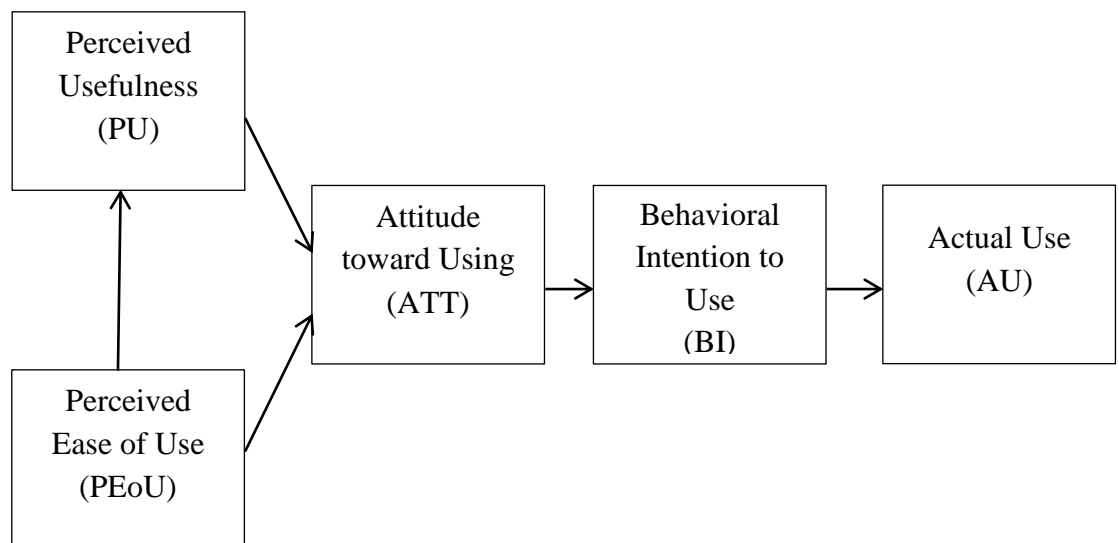 Perceived
Usefulness
(PU)
Attitude
toward Using
(ATT)
Behavioral
Intention to
Use
(BI)
Actual Use
(AU)
Perceived
Ease of Use
(PEoU)